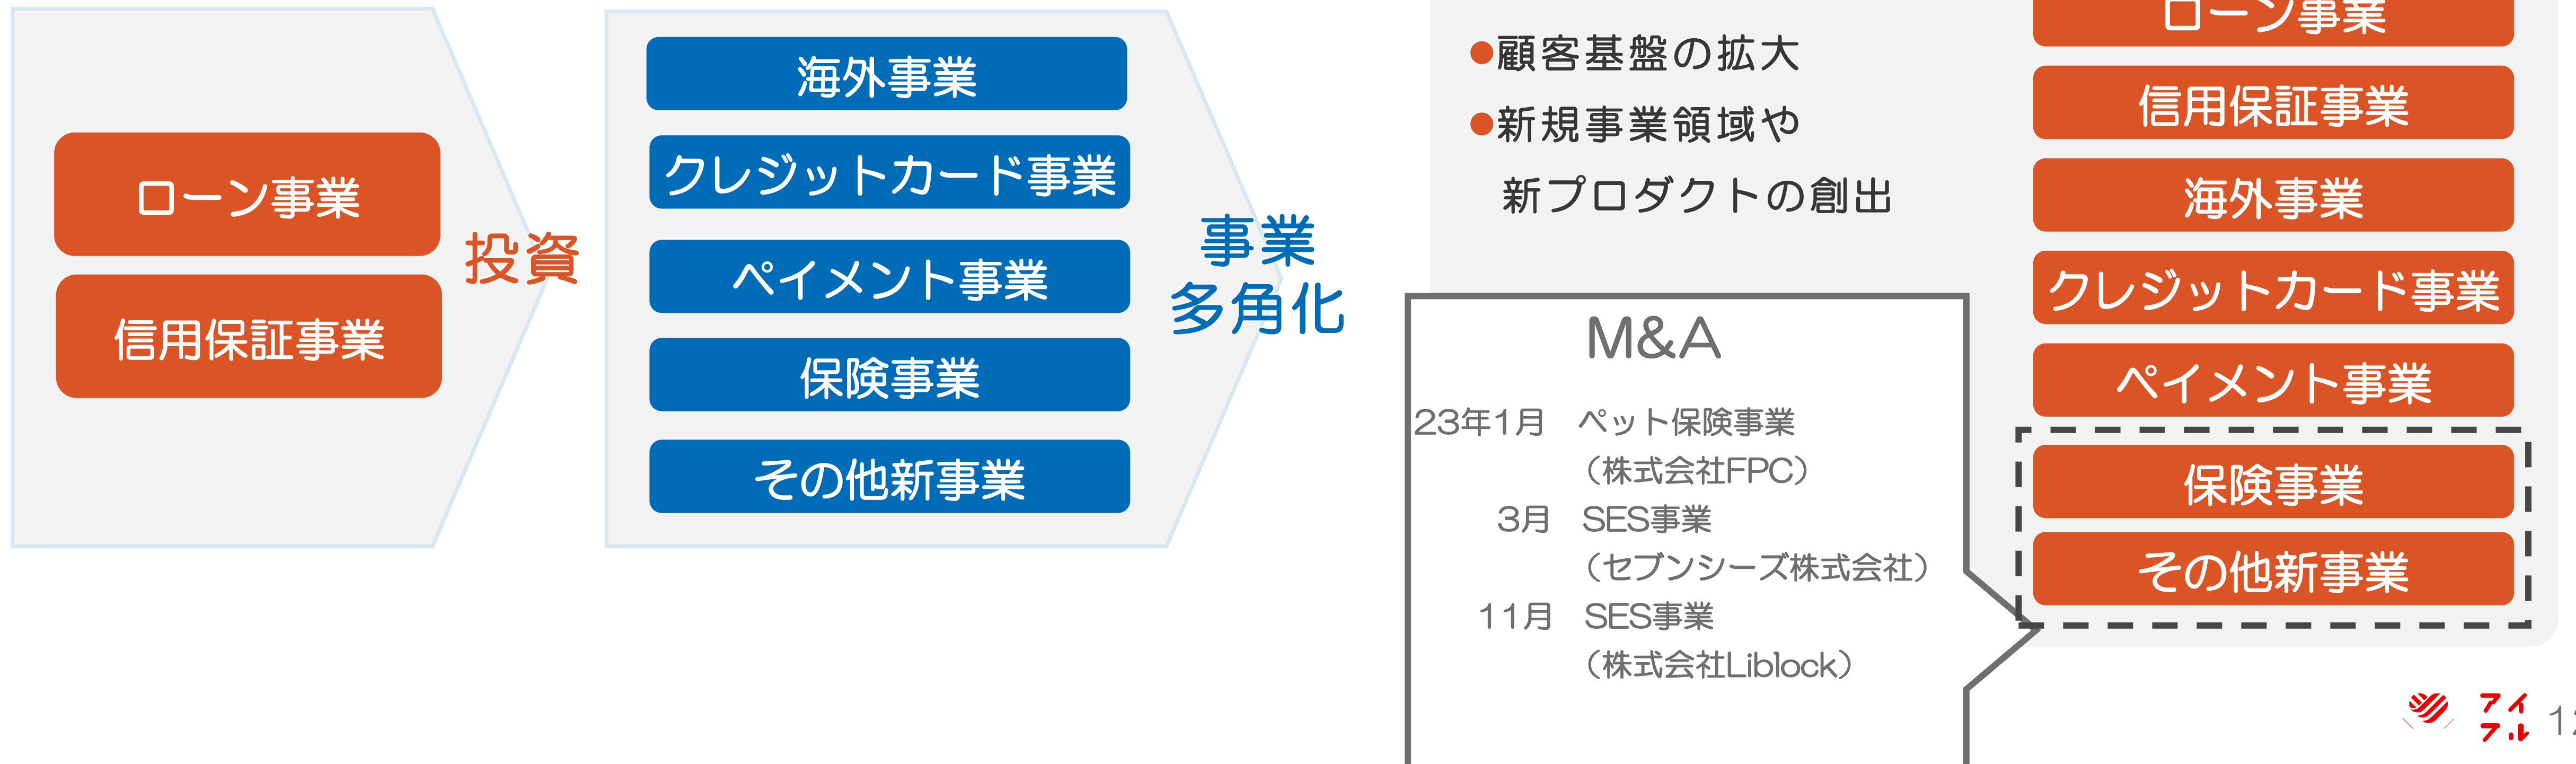 ローン事業
信用保証事業
投資
海外事業
クレジットカード事業
ペイメント事業
保険事業
その他新事業
事業
多角化
●顧客基盤の拡大
●新規事業領域や
新プロダクトの創出
M&A
23年1月 ペット保険事業
（株式会社FPC）
3月 SES事業
（セブンシーズ株式会社）
11月 SES事業
（株式会社Liblock）
ローン事業
信用保証事業
海外事業
クレジットカード事業
ペイメント事業
保険事業
その他新事業
アイ
フル